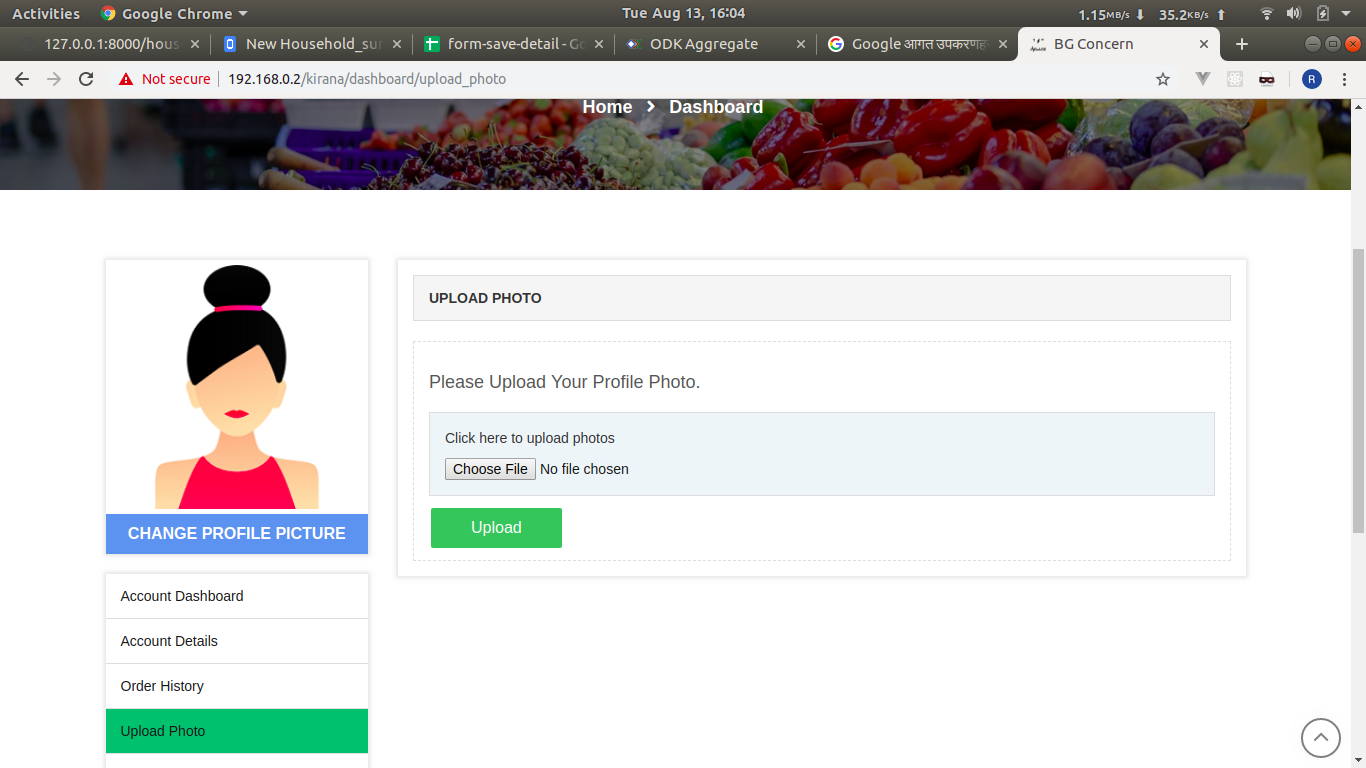 Activities Google Chrome Tue Aug 13, 16:04 1.15MB/s 35.2KB/s
127.0.0.1:8000/hous New Household_sur form-save-detail - Go ODK Aggregate Google आगत उपकरणह BG Concern
Not secure 192.168.0.2/kirana/dashboard/upload_photo R
Home Dashboard
UPLOAD PHOTO
Please Upload Your Profile Photo.
Click here to upload photos
Choose File No file chosen
Upload
CHANGE PROFILE PICTURE
Account Dashboard
Account Details
Order History
Upload Photo